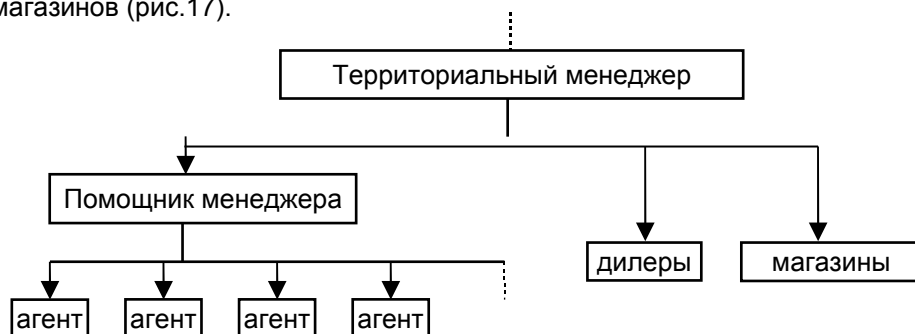 магазинов (рис.17).
Территориальный менеджер
Помощник менеджера
дилеры
магазины
агент
агент
агент
агент